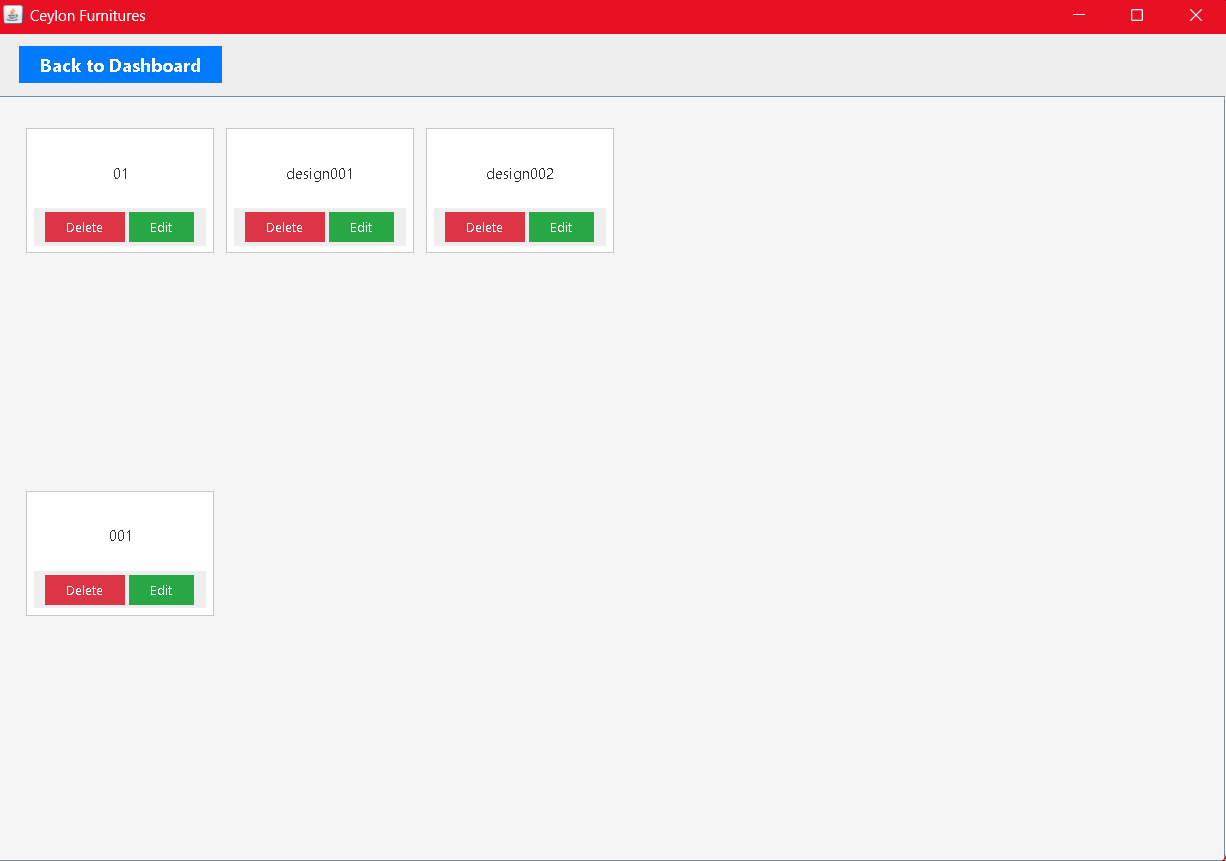 Ceylon Furnitures
Back to Dashboard
01
design001
design002
Delete Edit
Delete Edit
Delete Edit
001
Delete Edit